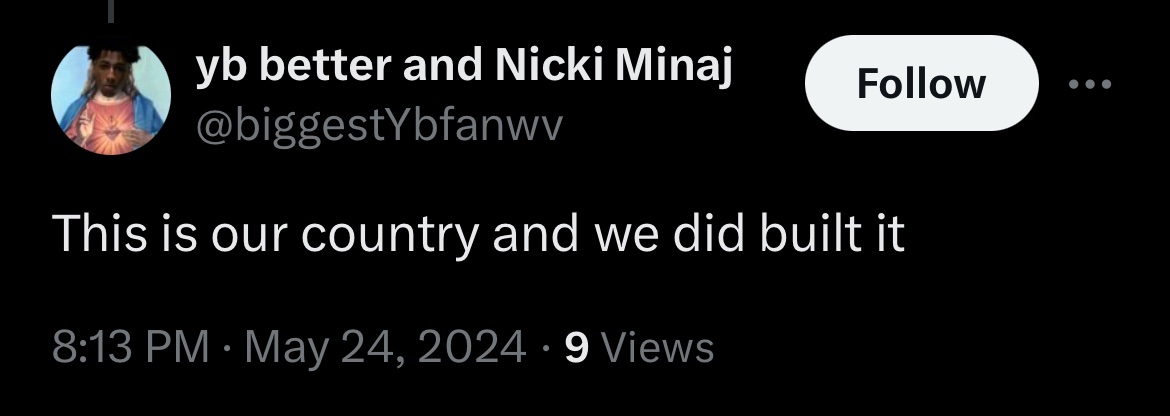 yb better and Nicki Minaj
Follow
@biggestYbfanwv
This is our country and we did built it
8:13 PM · May 24, 2024 · 9 Views